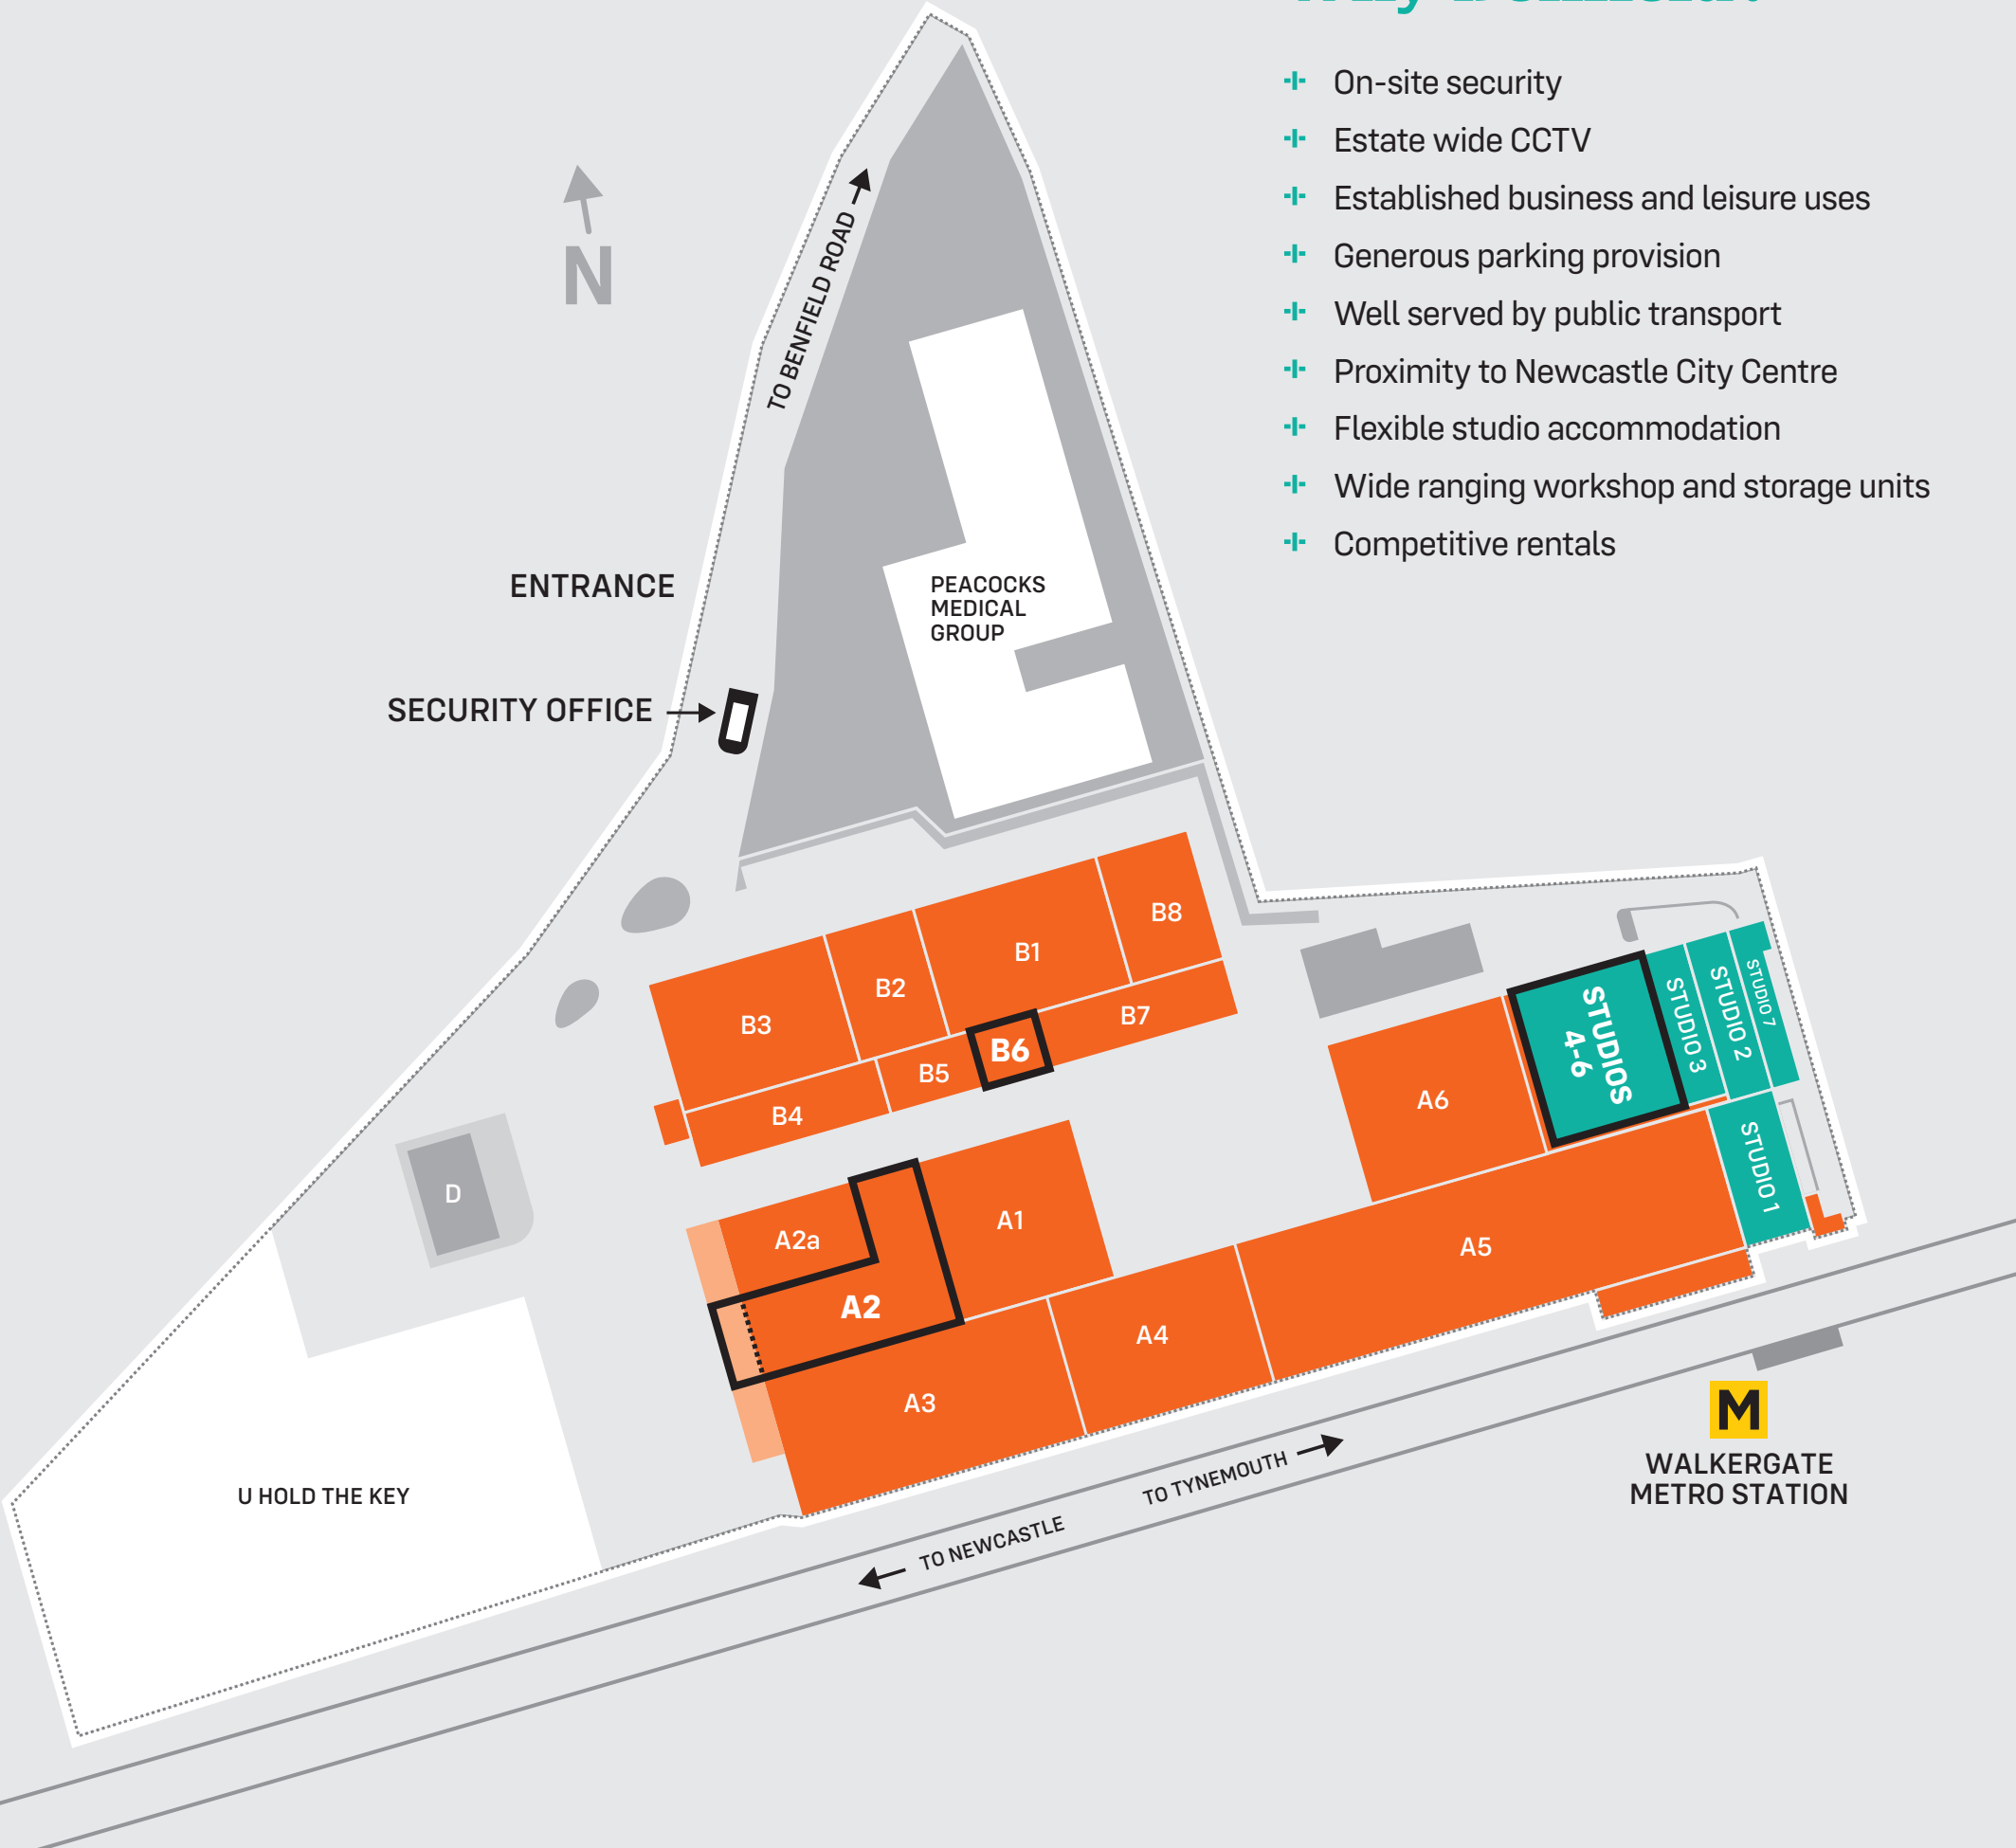 On-site security
Estate wide CCTV
Established business and leisure uses
Generous parking provision
Well served by public transport
Proximity to Newcastle City Centre
Flexible studio accommodation
Wide ranging workshop and storage units
Competitive rentals
N
TO BENFIELD ROAD
ENTRANCE
SECURITY OFFICE
PEACOCKS
MEDICAL
GROUP
B8
B1
B2
B3
B7
B6
B5
B4
STUDIOS
4-6
STUDIO 3
STUDIO 2
STUDIO 7
STUDIO 1
A6
A5
D
A2a
A1
A2
A4
A3
U HOLD THE KEY
TO TYNEMOUTH
TO NEWCASTLE
M
WALKERGATE
METRO STATION